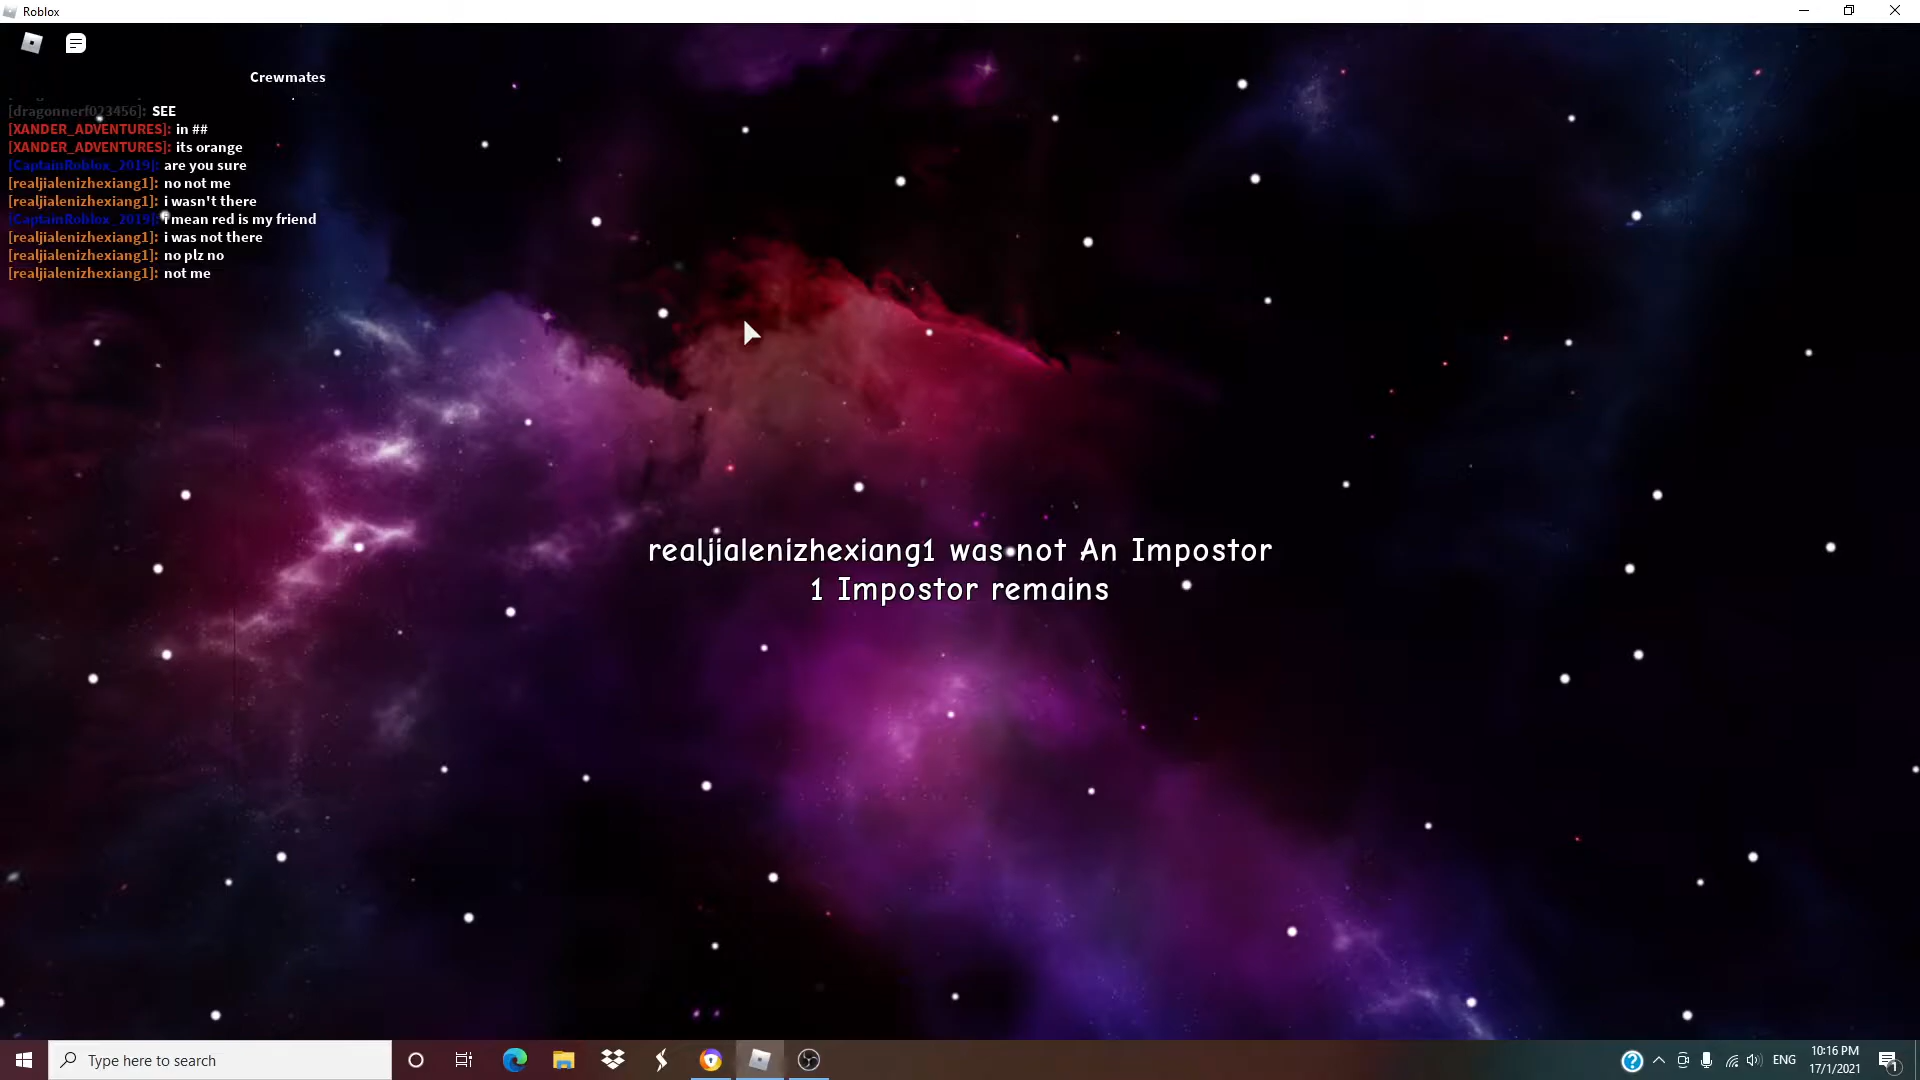 Roblox
Crewmates
[dragonnerf023456]: SEE
[XANDER_ADVENTURES]: in ##
[XANDER_ADVENTURES]: its orange
[CaptainRoblox_2019]: are you sure
[realjialenizhexiang1]: no not me
[realjialenizhexiang1]: i wasn't there
[CaptainRoblox_2019]: i mean red is my friend
[realjialenizhexiang1]: i was not there
[realjialenizhexiang1]: no plz no
[realjialenizhexiang1]: not me
realjialenizhexiang1 was not An Impostor
1 Impostor remains
Type here to search
ENG
10:16 PM
17/1/2021
1